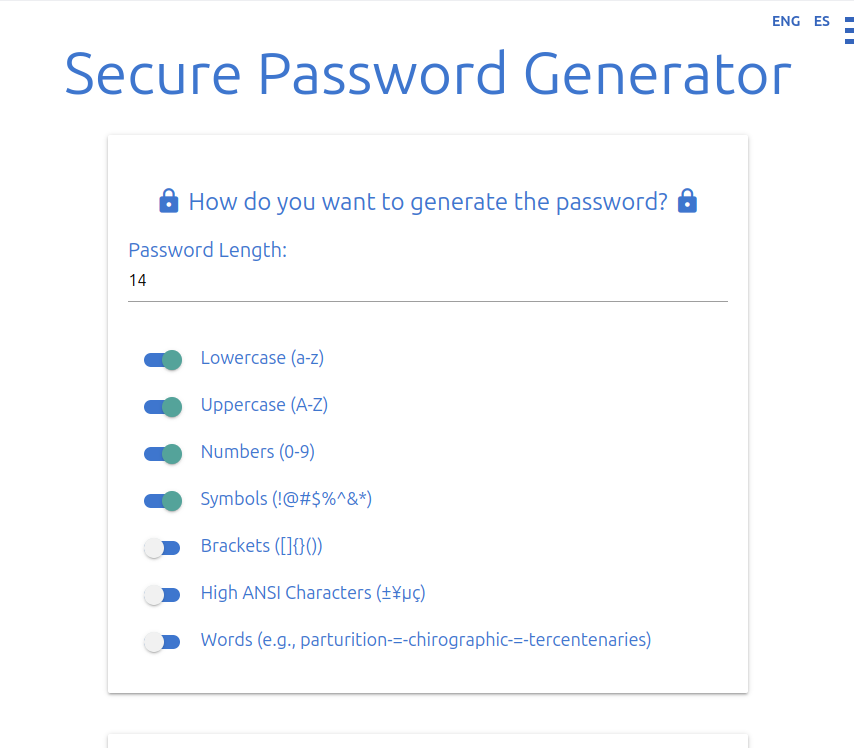 ENG ES
Secure Password Generator
How do you want to generate the password?
Password Length:
14
Lowercase (a-z)
Uppercase (A-Z)
Numbers (0-9)
Symbols (!@#$%^&*)
Brackets ([]{}())
High ANSI Characters (±¥µç)
Words (e.g., parturition-=-chirographic-=-tercentenaries)